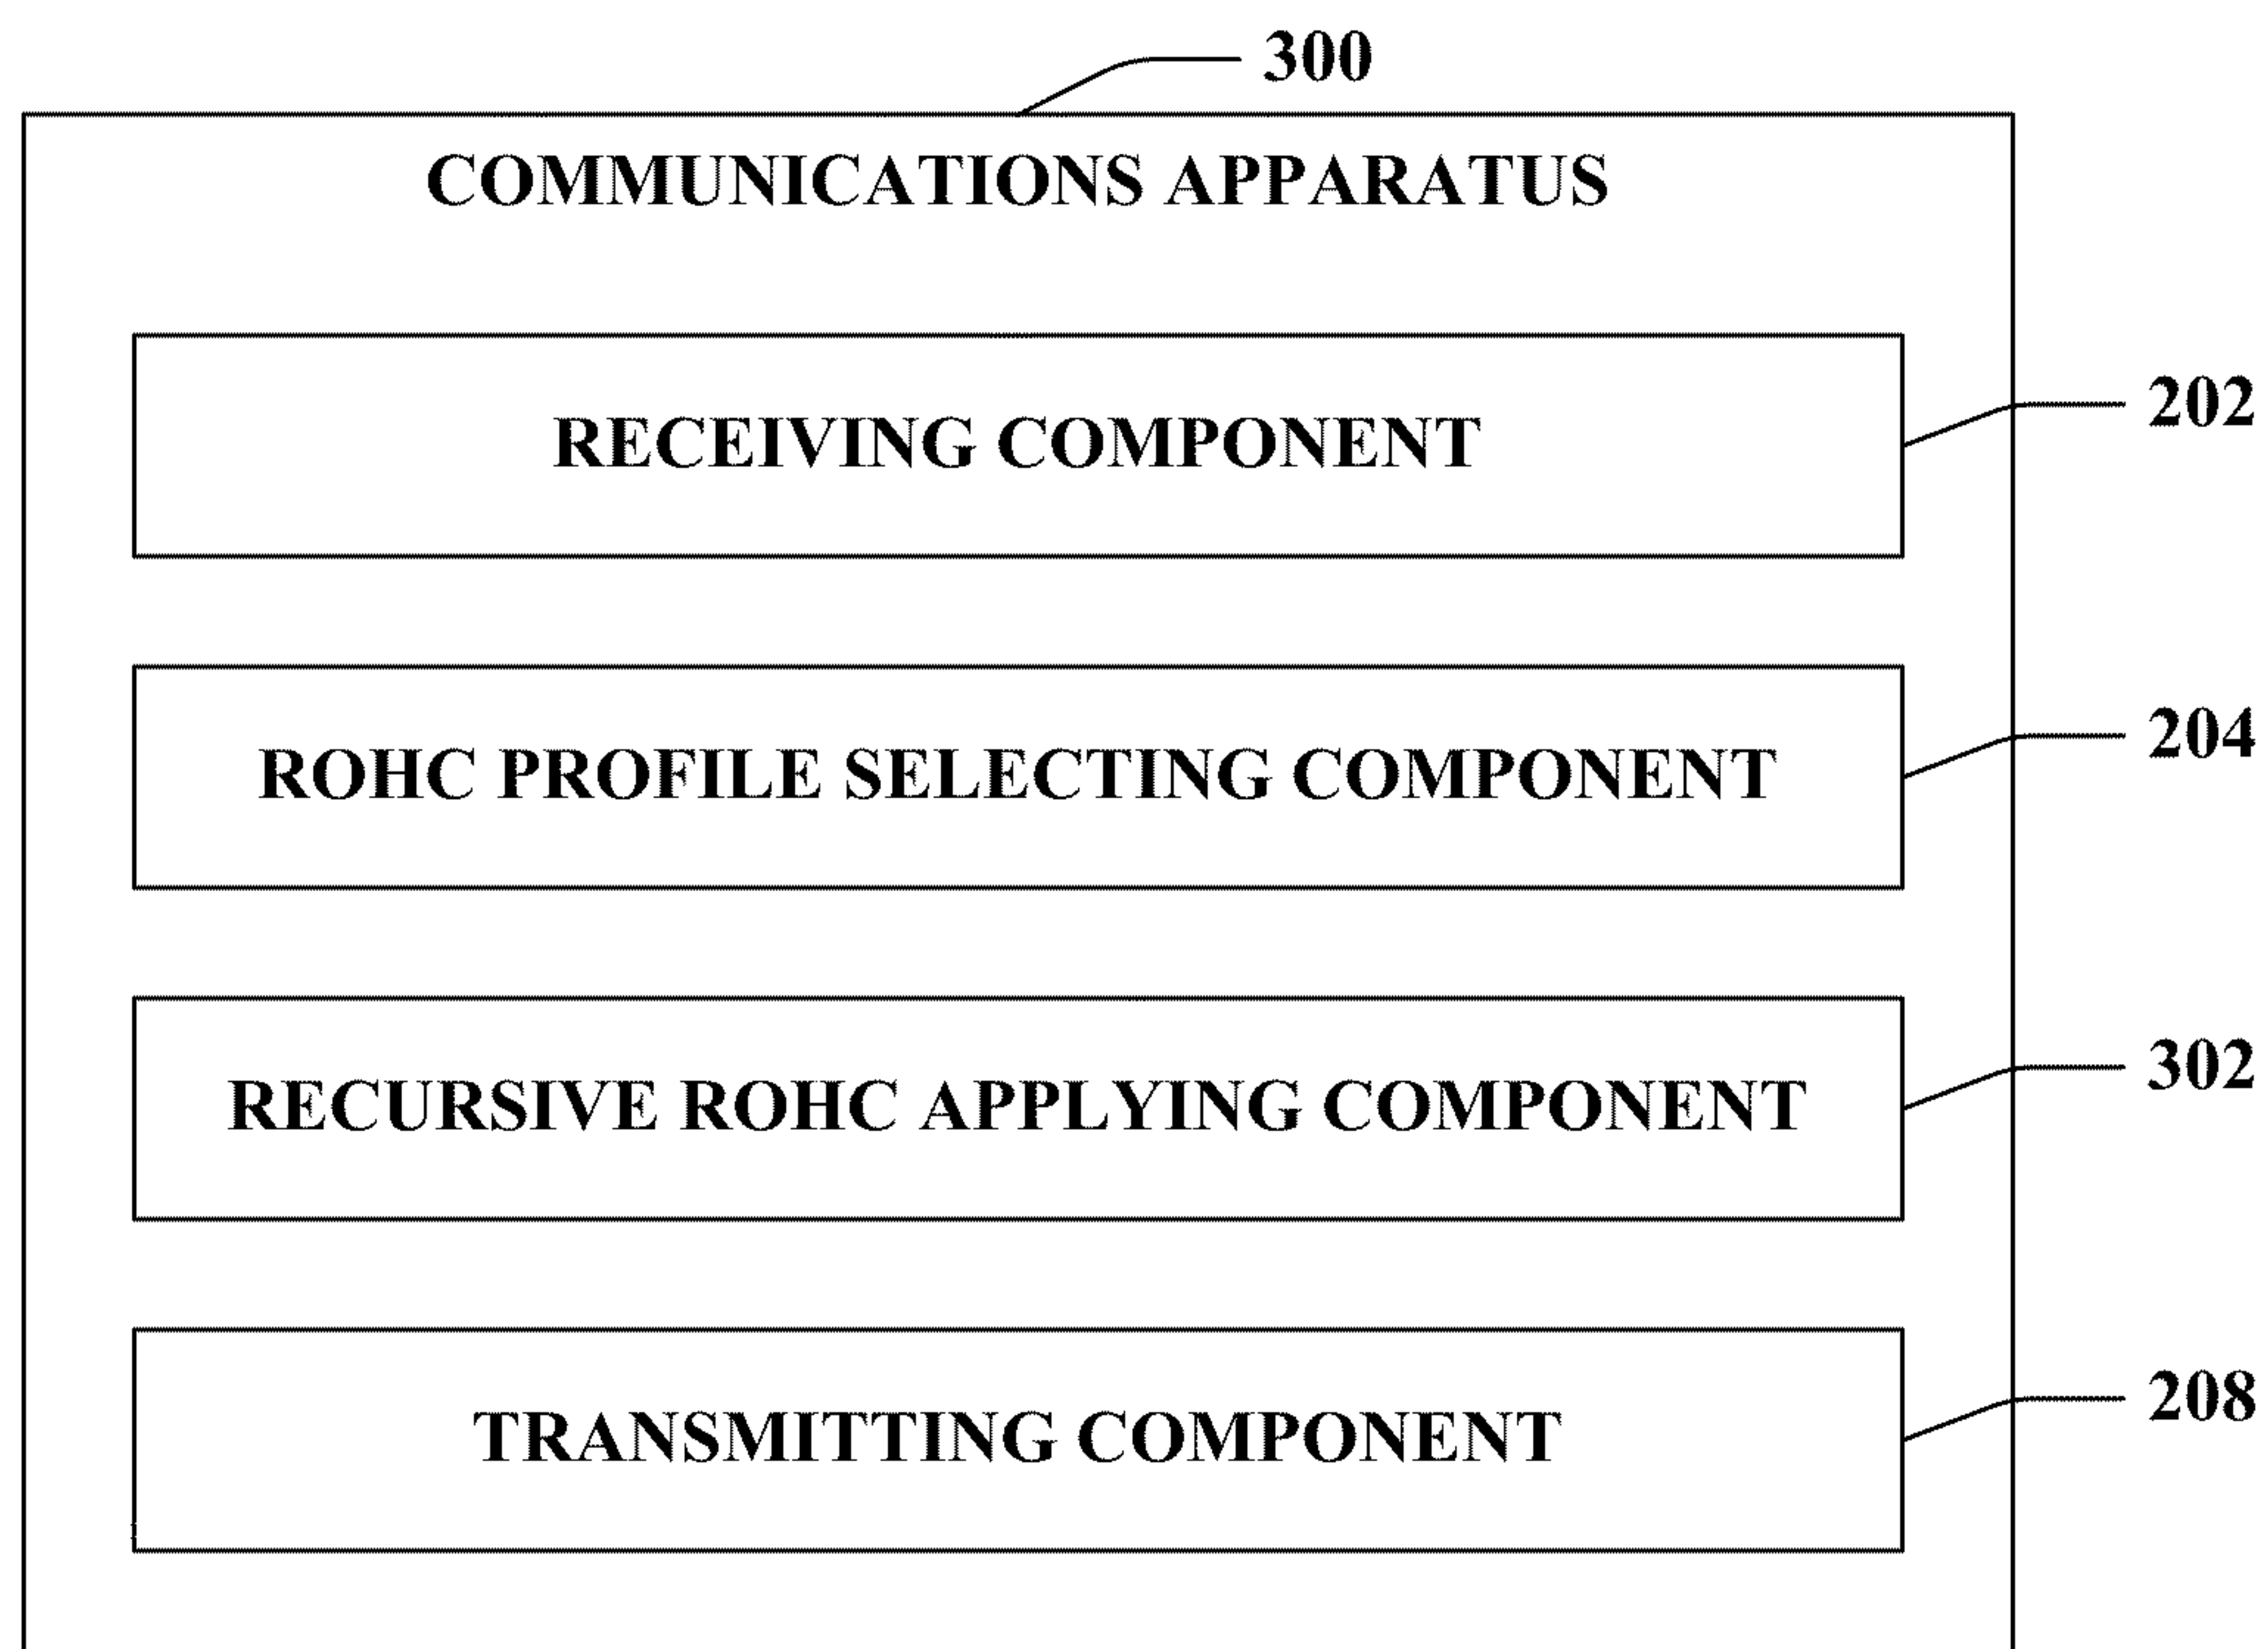 300
COMMUNICATIONS APPARATUS
RECEIVING COMPONENT
202
ROHC PROFILE SELECTING COMPONENT
204
RECURSIVE ROHC APPLYING COMPONENT
302
TRANSMITTING COMPONENT
208